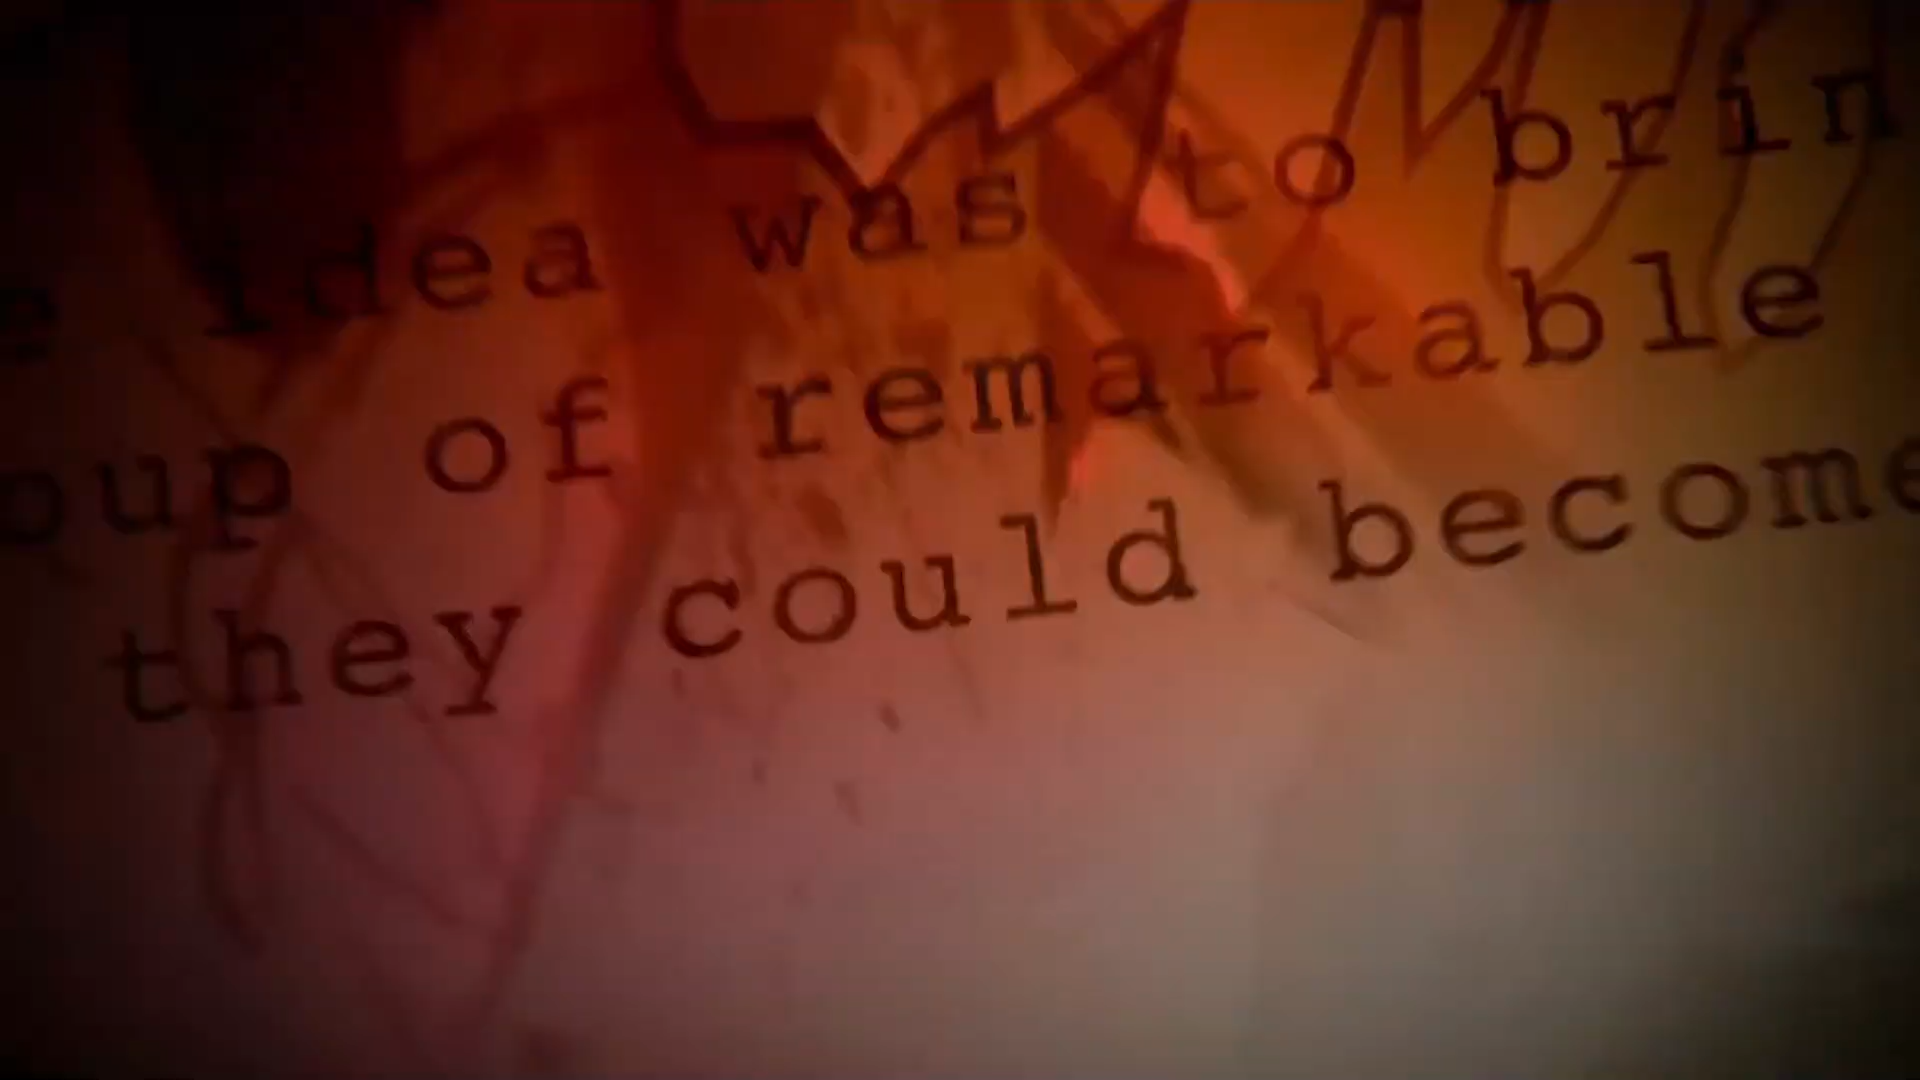 e idea was to brin
oup of remarkable
they could become